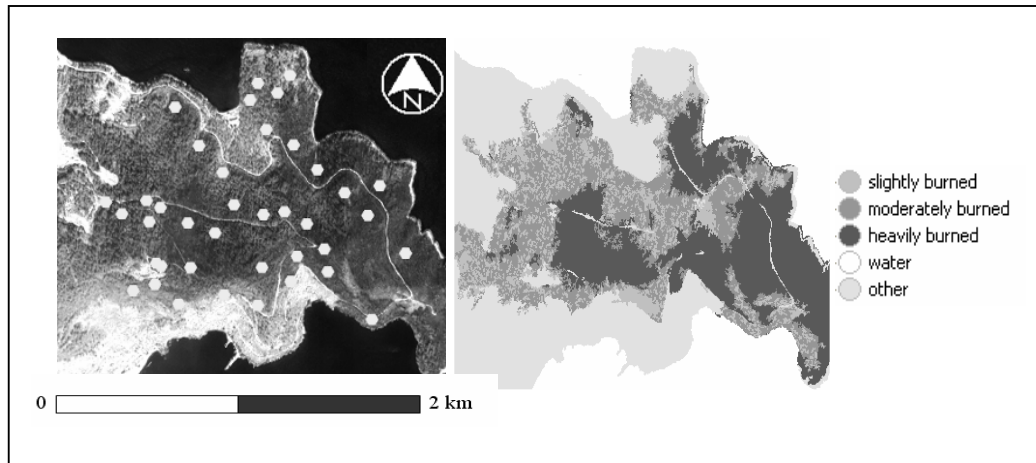 N
slightly burned
moderately burned
heavily burned
water
other
0 2 km